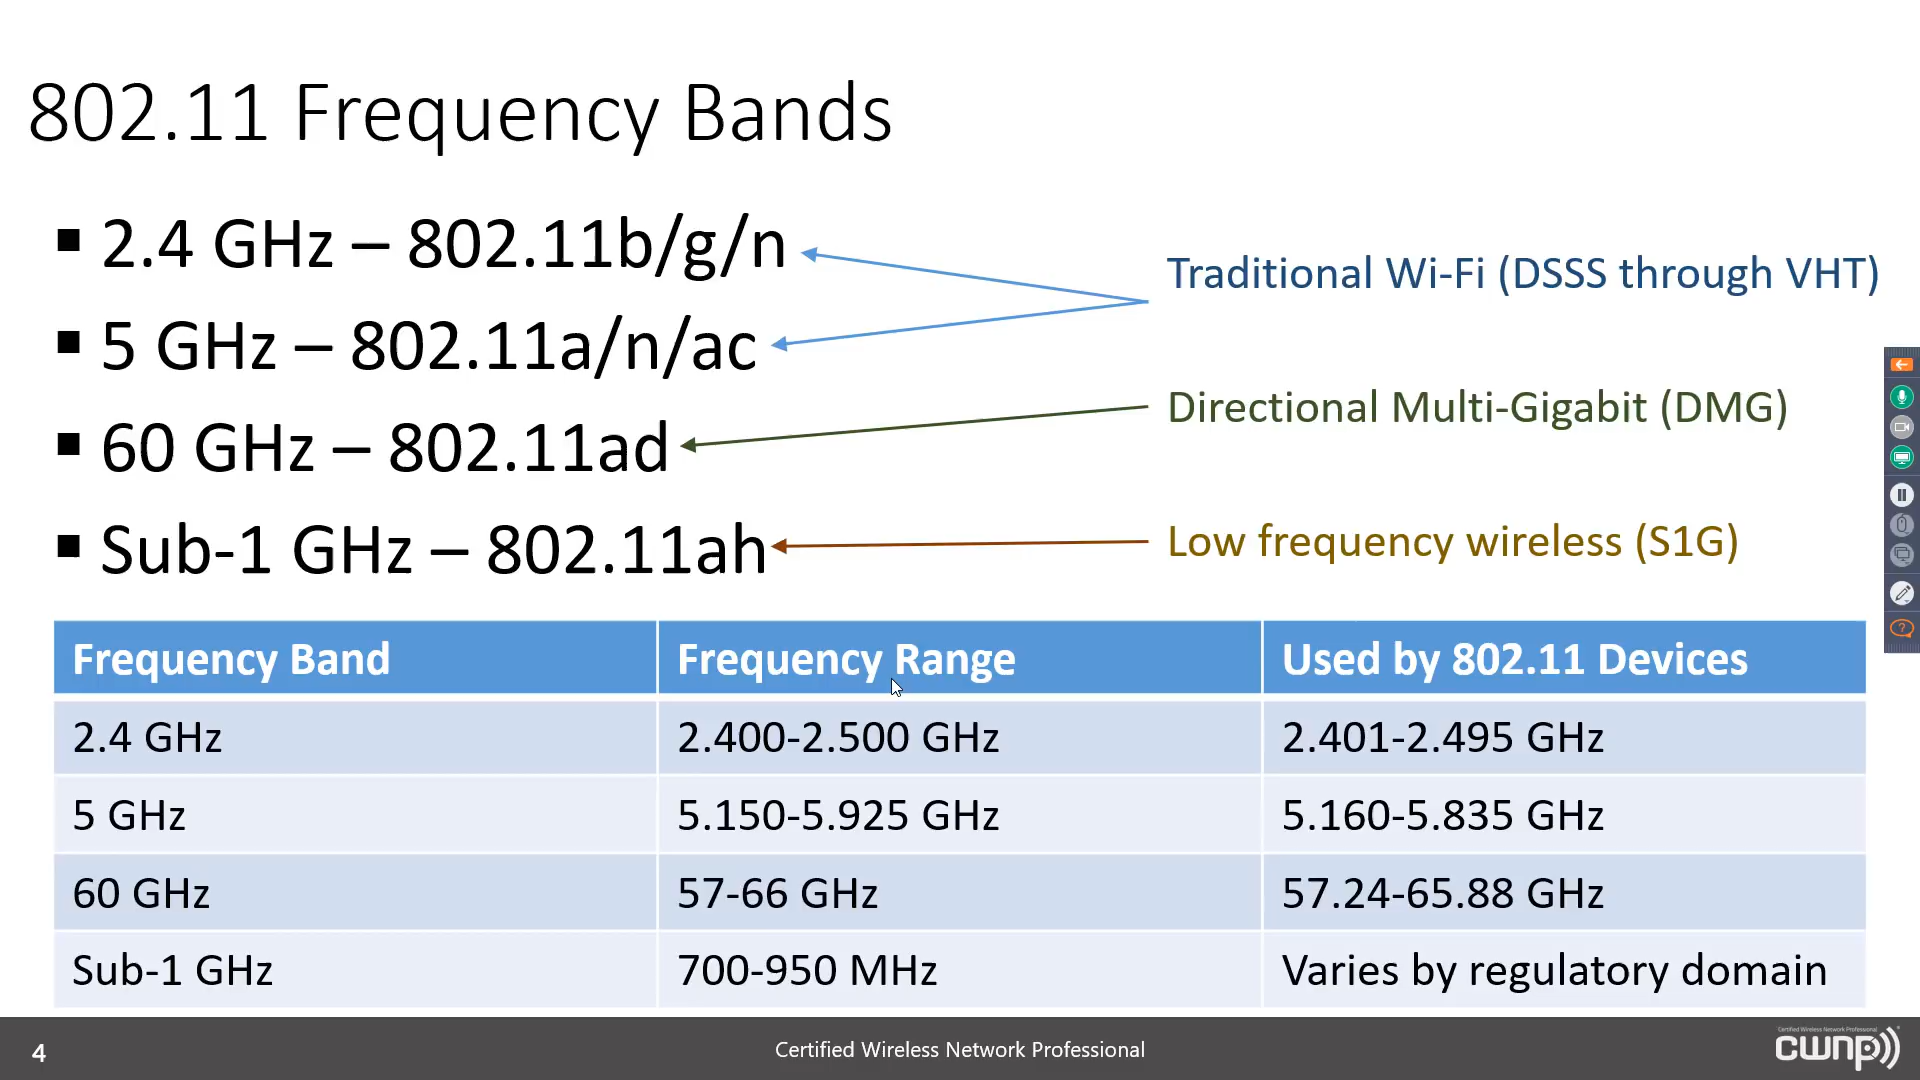 802.11 Frequency Bands
▪ 2.4 GHz – 802.11b/g/n
▪ 5 GHz – 802.11a/n/ac
▪ 60 GHz – 802.11ad
▪ Sub-1 GHz – 802.11ah
Traditional Wi-Fi (DSSS through VHT)
Directional Multi-Gigabit (DMG)
Low frequency wireless (S1G)
Frequency Band Frequency Range Used by 802.11 Devices
2.4 GHz 2.400-2.500 GHz 2.401-2.495 GHz
5 GHz 5.150-5.925 GHz 5.160-5.835 GHz
60 GHz 57-66 GHz 57.24-65.88 GHz
Sub-1 GHz 700-950 MHz Varies by regulatory domain
4
Certified Wireless Network Professional
Certified Wireless Network Professional
cwnp